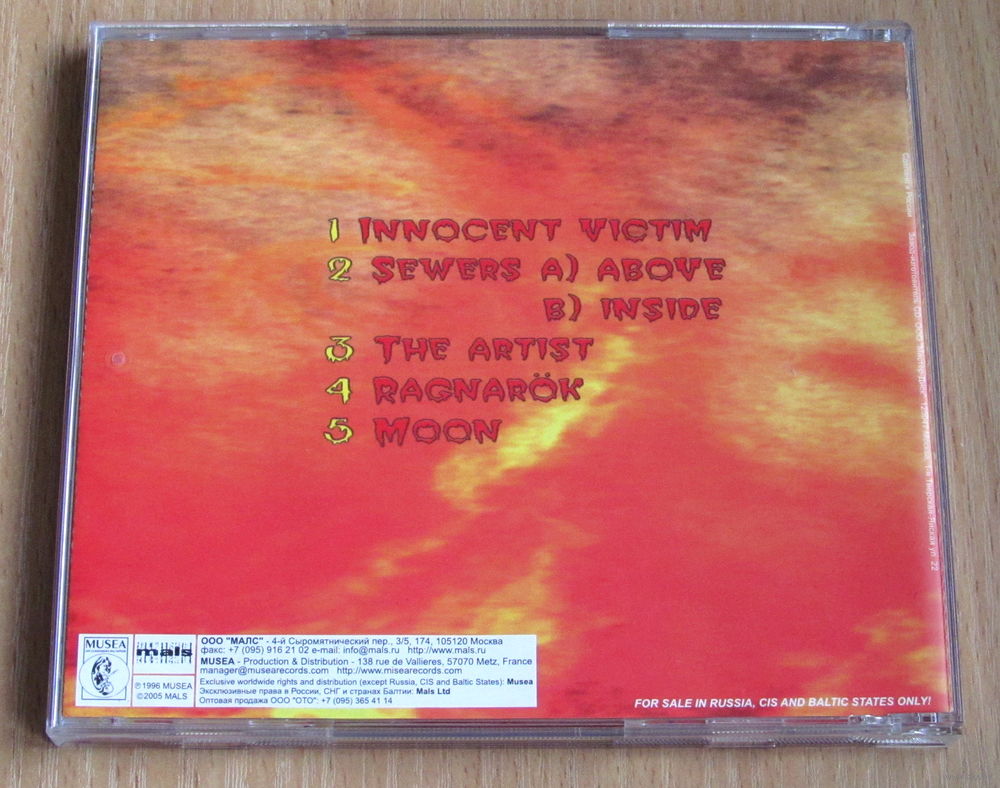 1 INNOCENT VICTIM
2 SEWERS A) ABOVE
B) INSIDE
3 THE ARTIST
4 RAGNARÖK
5 MOON
MUSEA
mals
℗ 1996 MUSEA
© 2005 MALS
ООО "МАЛС" - 4-й Сыромятнический пер., 3/5, 174, 105120 Москва
факс: +7 (095) 916 21 02 e-mail: info@mals.ru http://www.mals.ru
MUSEA - Production & Distribution - 138 rue de Vallieres, 57070 Metz, France
manager@musearecords.com http://www.misearecords.com
Exclusive worldwide rights and distribution (except Russia, CIS and Baltic States): Musea
Эксклюзивные права в России, СНГ и странах Балтии: Mals Ltd
Оптовая продажа ООО "ОТО": +7 (095) 365 41 14
FOR SALE IN RUSSIA, CIS AND BALTIC STATES ONLY!